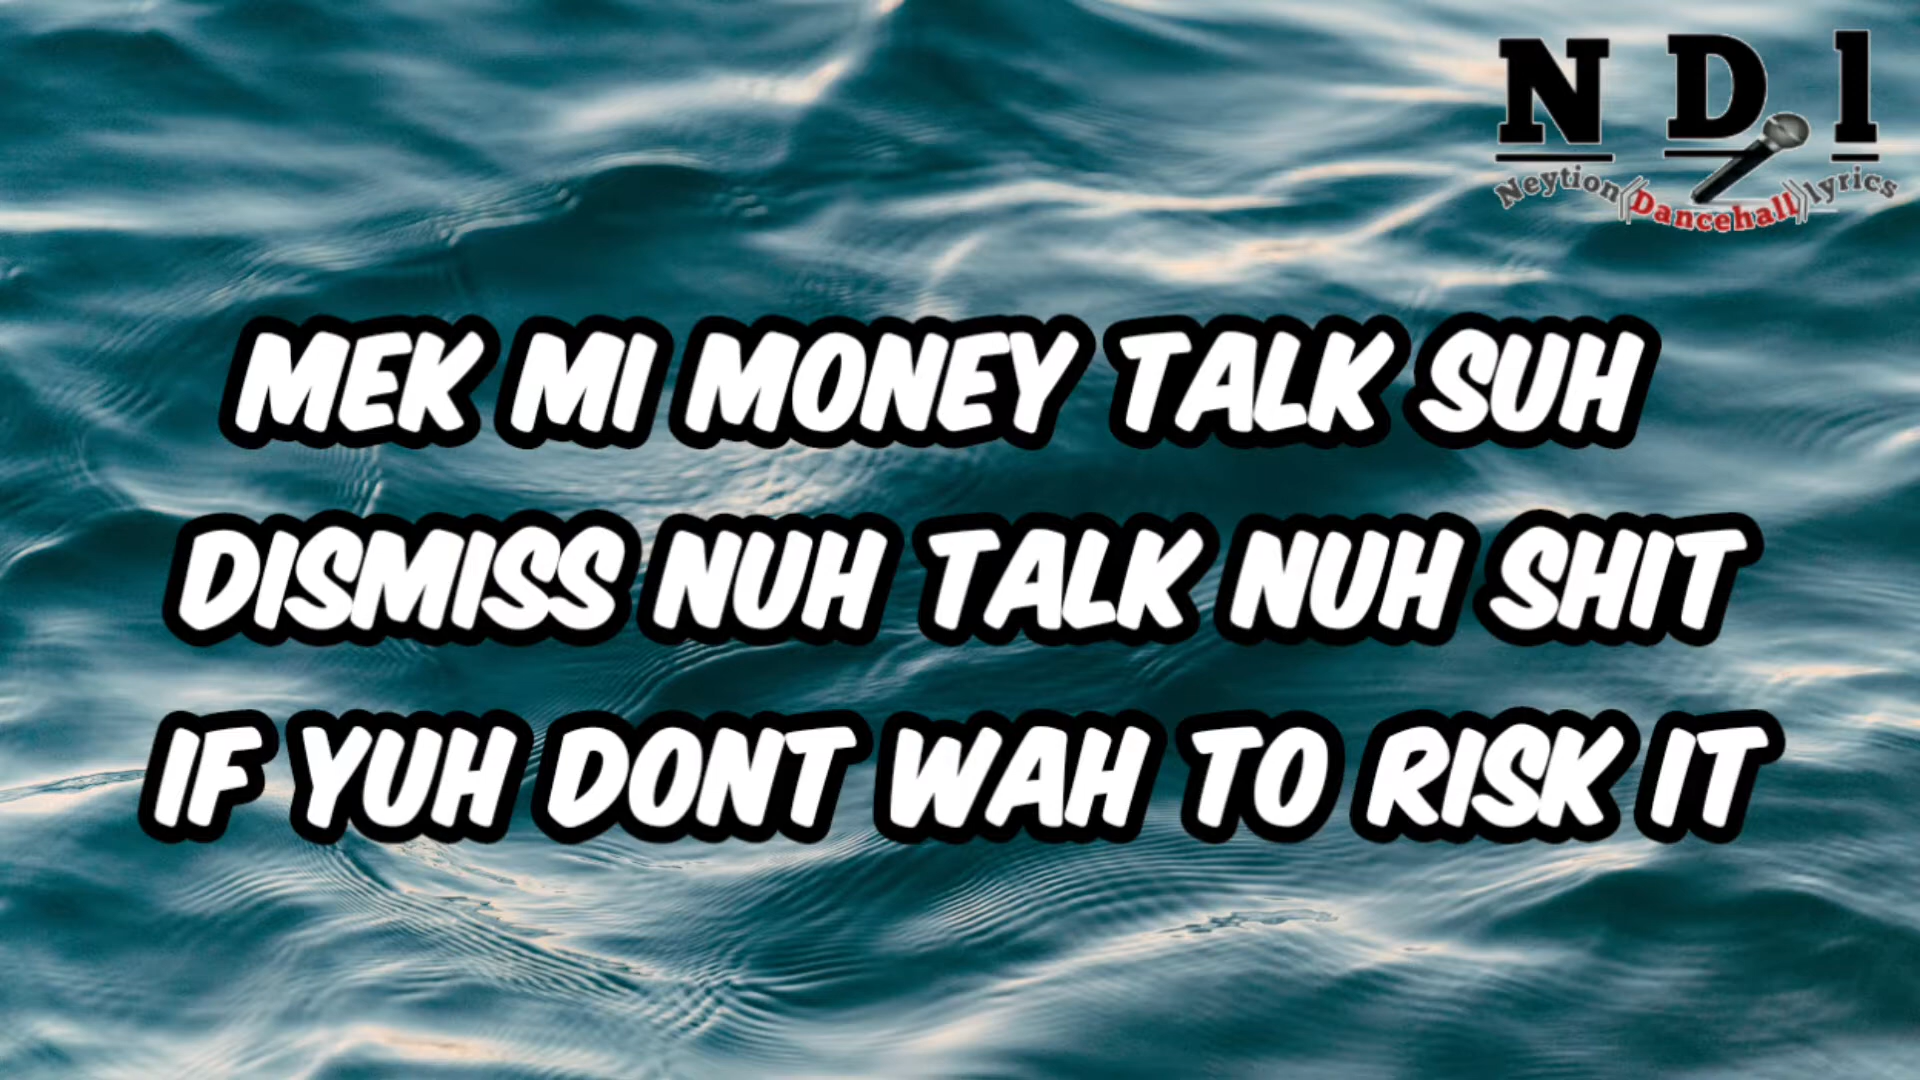 N D l
Neytion Dancehall lyrics
MEK MI MONEY TALK SUH
DISMISS NUH TALK NUH SHIT
IF YUH DONT WAH TO RISK IT